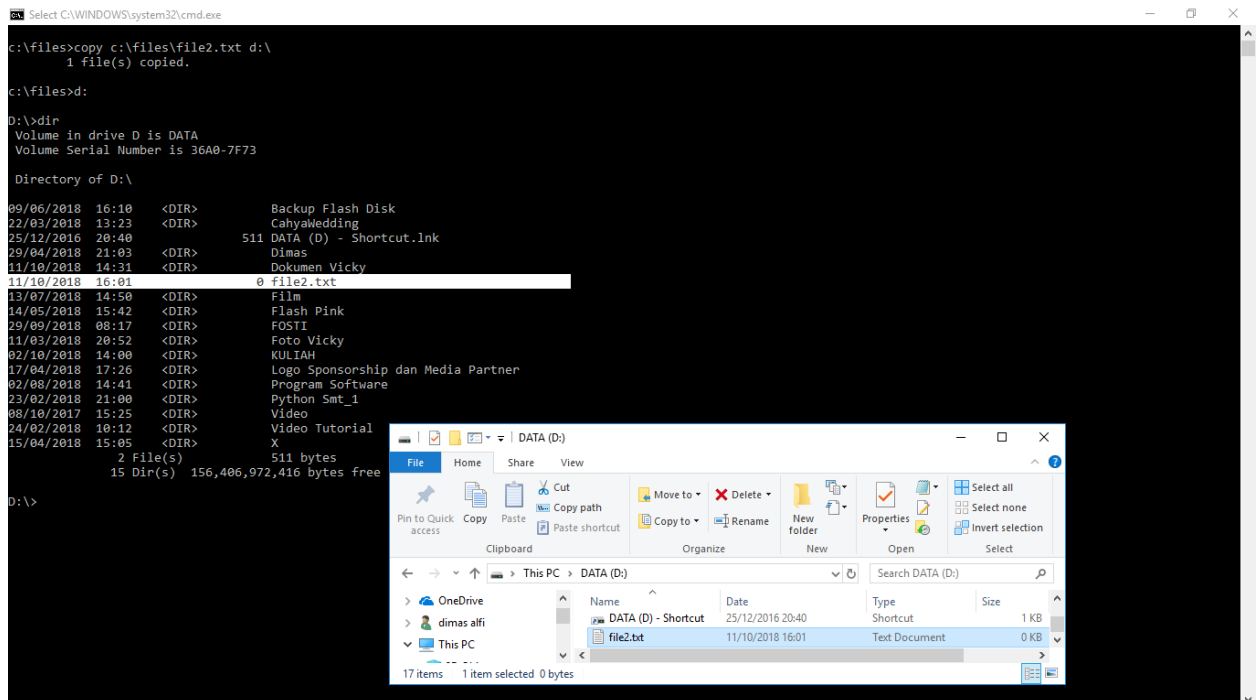 Select C:\WINDOWS\system32\cmd.exe
c:\files>copy c:\files\file2.txt d:\
1 file(s) copied.
c:\files>d:
D:\>dir
Volume in drive D is DATA
Volume Serial Number is 36A0-7F73
Directory of D:\
09/06/2018 16:10 <DIR> Backup Flash Disk
22/03/2018 13:23 <DIR> CahyaWedding
25/12/2016 20:40 511 DATA (D) - Shortcut.lnk
29/04/2018 21:03 <DIR> Dimas
11/10/2018 14:31 <DIR> Dokumen Vicky
11/10/2018 16:01 0 file2.txt
13/07/2018 14:50 <DIR> Film
14/05/2018 15:42 <DIR> Flash Pink
29/09/2018 08:17 <DIR> FOSTI
11/03/2018 20:52 <DIR> Foto Vicky
02/10/2018 14:00 <DIR> KULIAH
17/04/2018 17:26 <DIR> Logo Sponsorship dan Media Partner
02/08/2018 14:41 <DIR> Program Software
23/02/2018 21:00 <DIR> Python Smt_1
08/10/2017 15:25 <DIR> Video
24/02/2018 10:12 <DIR> Video Tutorial
15/04/2018 15:05 <DIR> X
2 File(s) 511 bytes
15 Dir(s) 156,406,972,416 bytes free
D:\>
DATA (D:)
File Home Share View
Pin to Quick access
Copy
Paste
Cut
Copy path
Paste shortcut
Clipboard
Move to
Copy to
Delete
Rename
Organize
New folder
New
Properties
Open
Select all
Select none
Invert selection
Select
This PC > DATA (D:)
Search DATA (D:)
OneDrive
dimas alfi
This PC
Name Date Type Size
DATA (D) - Shortcut 25/12/2016 20:40 Shortcut 1 KB
file2.txt 11/10/2018 16:01 Text Document 0 KB
17 items 1 item selected 0 bytes